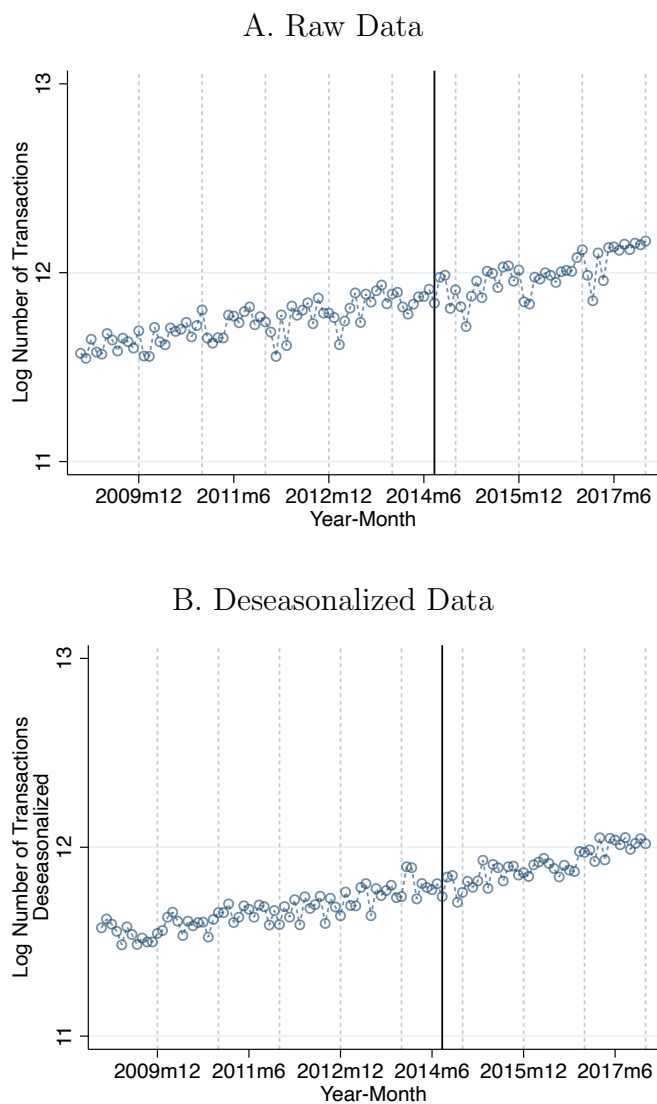 A. Raw Data
13
12
11
Log Number of Transactions
2009m12 2011m6 2012m12 2014m6 2015m12 2017m6
Year-Month
B. Deseasonalized Data
13
12
11
Log Number of Transactions
Deseasonalized
2009m12 2011m6 2012m12 2014m6 2015m12 2017m6
Year-Month